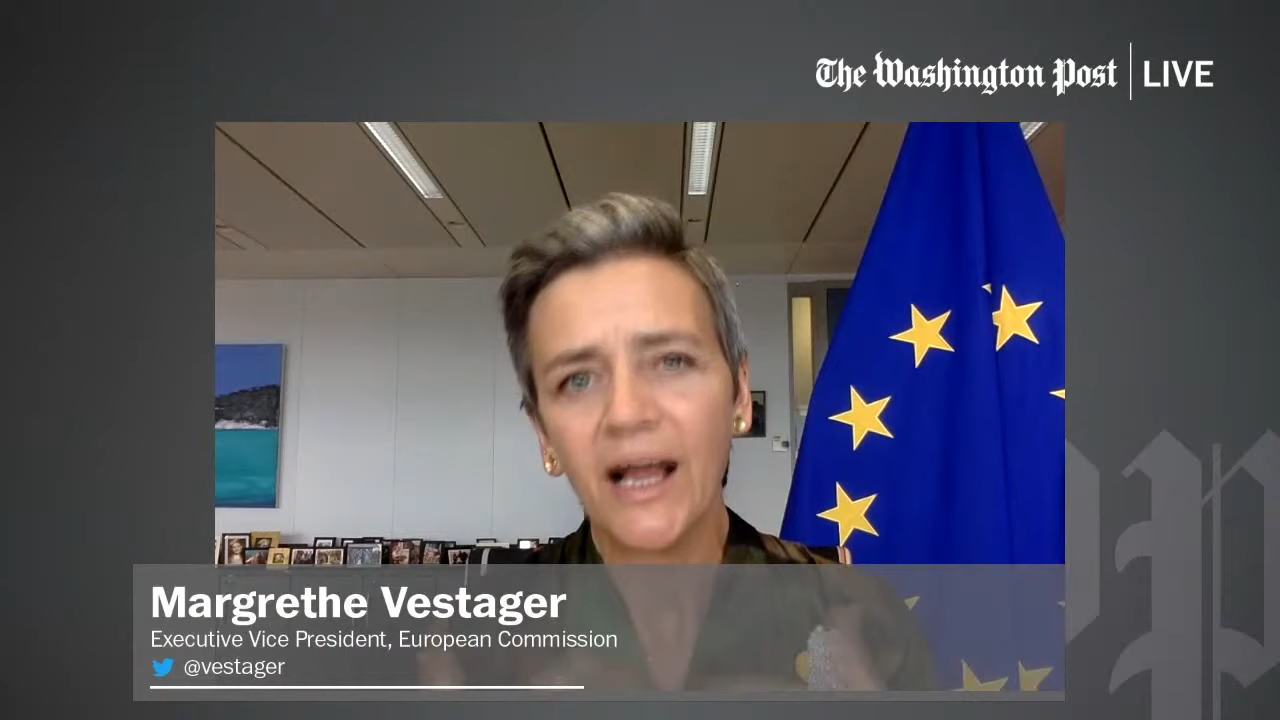 The Washington Post LIVE
Margrethe Vestager
Executive Vice President, European Commission
@vestager